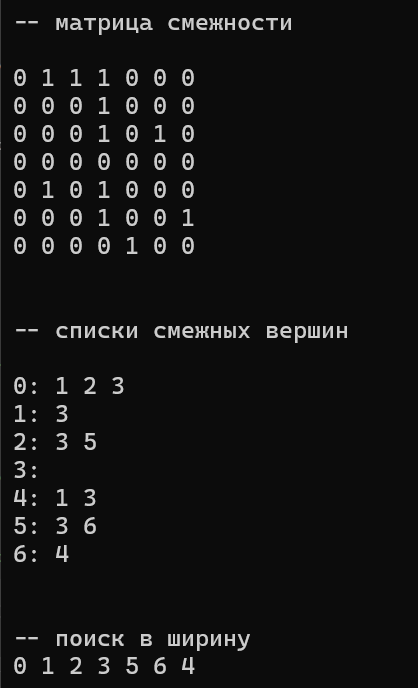 -- матрица смежности
0 1 1 1 0 0 0
0 0 0 1 0 0 0
0 0 0 1 0 1 0
0 0 0 0 0 0 0
0 1 0 1 0 0 0
0 0 0 1 0 0 1
0 0 0 0 1 0 0
-- списки смежных вершин
0: 1 2 3
1: 3
2: 3 5
3:
4: 1 3
5: 3 6
6: 4
-- поиск в ширину
0 1 2 3 5 6 4